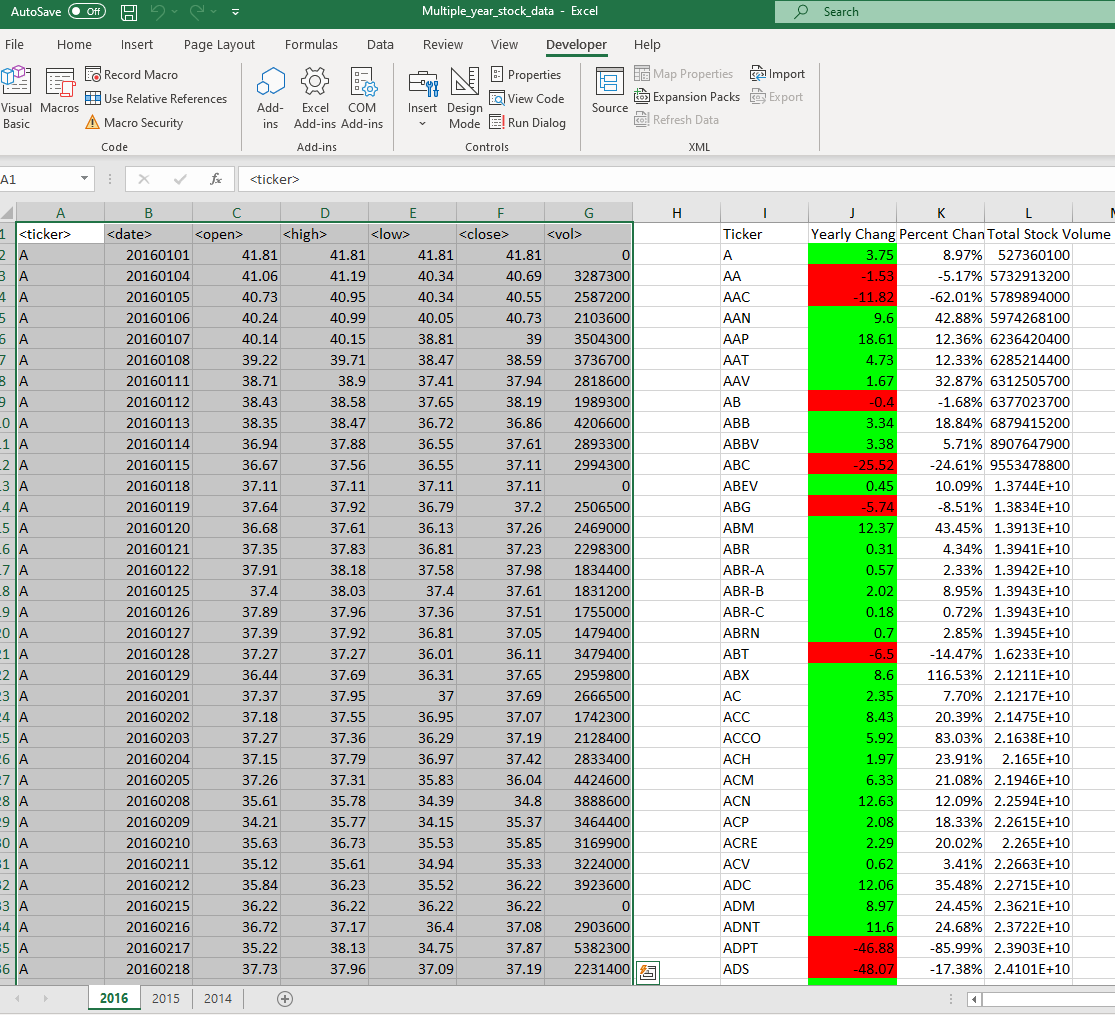 AutoSave Off Multiple_year_stock_data - Excel Search
File Home Insert Page Layout Formulas Data Review View Developer Help
Visual Basic Macros Record Macro Use Relative References Macro Security Code
Add-ins Excel Add-ins COM Add-ins Add-ins
Insert Design Mode Properties View Code Run Dialog Controls
Source Map Properties Expansion Packs Refresh Data Import Export XML
A1 fx <ticker>
A B C D E F G H I J K L
1 <ticker> <date> <open> <high> <low> <close> <vol> Ticker Yearly Chang Percent Chan Total Stock Volume
2 A 20160101 41.81 41.81 41.81 41.81 0 A 3.75 8.97% 527360100
3 A 20160104 41.06 41.19 40.34 40.69 3287300 AA -1.53 -5.17% 5732913200
4 A 20160105 40.73 40.95 40.34 40.55 2587200 AAC -11.82 -62.01% 5789894000
5 A 20160106 40.24 40.99 40.05 40.73 2103600 AAN 9.6 42.88% 5974268100
6 A 20160107 40.14 40.15 38.81 39 3504300 AAP 18.61 12.36% 6236420400
7 A 20160108 39.22 39.71 38.47 38.59 3736700 AAT 4.73 12.33% 6285214400
8 A 20160111 38.71 38.9 37.41 37.94 2818600 AAV 1.67 32.87% 6312505700
9 A 20160112 38.43 38.58 37.65 38.19 1989300 AB -0.4 -1.68% 6377023700
10 A 20160113 38.35 38.47 36.72 36.86 4206600 ABB 3.34 18.84% 6879415200
11 A 20160114 36.94 37.88 36.55 37.61 2893300 ABBV 3.38 5.71% 8907647900
12 A 20160115 36.67 37.56 36.55 37.11 2994300 ABC -25.52 -24.61% 9553478800
13 A 20160118 37.11 37.11 37.11 37.11 0 ABEV 0.45 10.09% 1.3744E+10
14 A 20160119 37.64 37.92 36.79 37.2 2506500 ABG -5.74 -8.51% 1.3834E+10
15 A 20160120 36.68 37.61 36.13 37.26 2469000 ABM 12.37 43.45% 1.3913E+10
16 A 20160121 37.35 37.83 36.81 37.23 2298300 ABR 0.31 4.34% 1.3941E+10
17 A 20160122 37.91 38.18 37.58 37.98 1834400 ABR-A 0.57 2.33% 1.3942E+10
18 A 20160125 37.4 38.03 37.4 37.61 1831200 ABR-B 2.02 8.95% 1.3943E+10
19 A 20160126 37.89 37.96 37.36 37.51 1755000 ABR-C 0.18 0.72% 1.3943E+10
20 A 20160127 37.39 37.92 36.81 37.05 1479400 ABRN 0.7 2.85% 1.3945E+10
21 A 20160128 37.27 37.27 36.01 36.11 3479400 ABT -6.5 -14.47% 1.6233E+10
22 A 20160129 36.44 37.69 36.31 37.65 2959800 ABX 8.6 116.53% 2.1211E+10
23 A 20160201 37.37 37.95 37 37.69 2666500 AC 2.35 7.70% 2.1217E+10
24 A 20160202 37.18 37.55 36.95 37.07 1742300 ACC 8.43 20.39% 2.1475E+10
25 A 20160203 37.27 37.36 36.29 37.19 2128400 ACCO 5.92 83.03% 2.1638E+10
26 A 20160204 37.15 37.79 36.97 37.42 2833400 ACH 1.97 23.91% 2.165E+10
27 A 20160205 37.26 37.31 35.83 36.04 4424600 ACM 6.33 21.08% 2.1946E+10
28 A 20160208 35.61 35.78 34.39 34.8 3888600 ACN 12.63 12.09% 2.2594E+10
29 A 20160209 34.21 35.77 34.15 35.37 3464400 ACP 2.08 18.33% 2.2615E+10
30 A 20160210 35.63 36.73 35.53 35.85 3169900 ACRE 2.29 20.02% 2.265E+10
31 A 20160211 35.12 35.61 34.94 35.33 3224000 ACV 0.62 3.41% 2.2663E+10
32 A 20160212 35.84 36.23 35.52 36.22 3923600 ADC 12.06 35.48% 2.2715E+10
33 A 20160215 36.22 36.22 36.22 36.22 0 ADM 8.97 24.45% 2.3621E+10
34 A 20160216 36.72 37.17 36.4 37.08 2903600 ADNT 11.6 24.68% 2.3722E+10
35 A 20160217 35.22 38.13 34.75 37.87 5382300 ADPT -46.88 -85.99% 2.3903E+10
36 A 20160218 37.73 37.96 37.09 37.19 2231400 ADS -48.07 -17.38% 2.4101E+10
2016 2015 2014